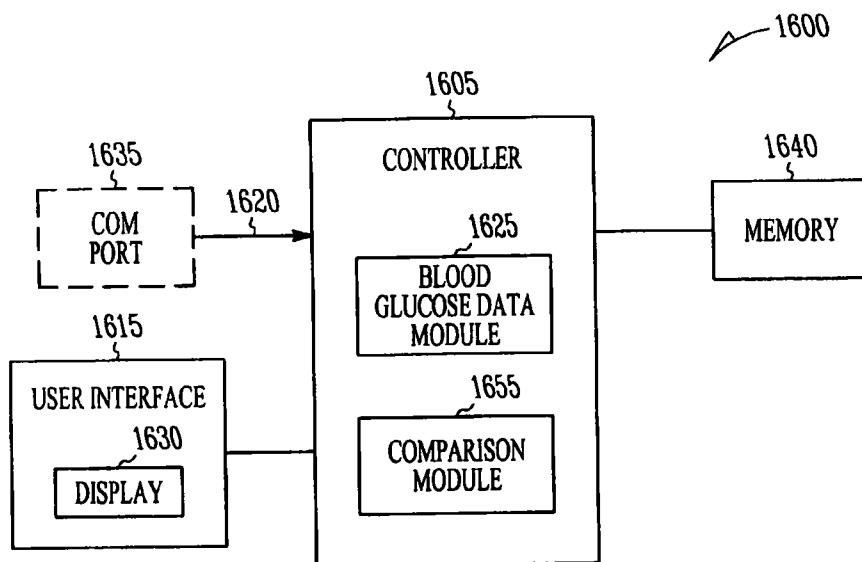 1600
1605
CONTROLLER
1635
COM
PORT
1620
1640
MEMORY
1625
BLOOD
GLUCOSE DATA
MODULE
1615
USER INTERFACE
1630
DISPLAY
1655
COMPARISON
MODULE